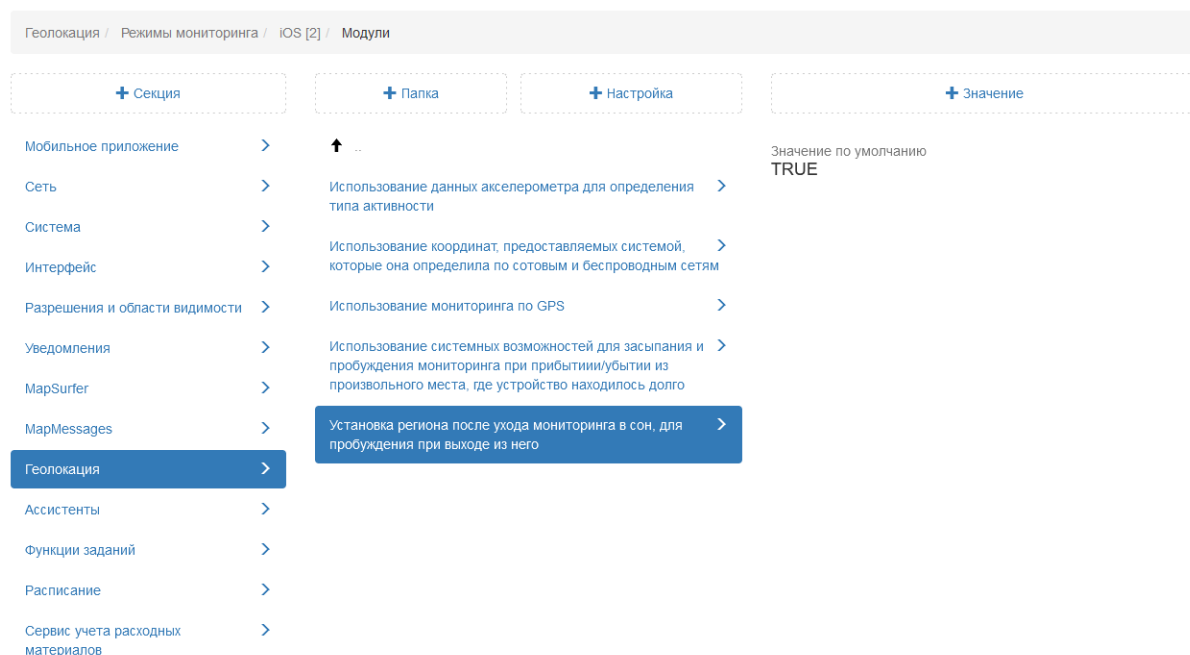 Геолокация / Режимы мониторинга / iOS [2] / Модули
+ Секция
+ Папка
+ Настройка
+ Значение
Мобильное приложение
Сеть
Система
Интерфейс
Разрешения и области видимости
Уведомления
MapSurfer
MapMessages
Геолокация
Ассистенты
Функции заданий
Расписание
Сервис учета расходных
материалов
..
Использование данных акселерометра для определения
типа активности
Использование координат, предоставляемых системой,
которые она определила по сотовым и беспроводным сетям
Использование мониторинга по GPS
Использование системных возможностей для засыпания и
пробуждения мониторинга при прибытиии/убытии из
произвольного места, где устройство находилось долго
Установка региона после ухода мониторинга в сон, для
пробуждения при выходе из него
Значение по умолчанию
TRUE